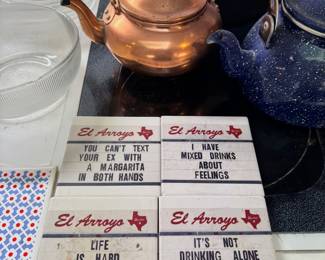 El Arroyo
YOU CAN'T TEXT
YOUR EX WITH
A MARGARITA
IN BOTH HANDS
El Arroyo
I HAVE
MIXED DRINKS
ABOUT
FEELINGS
El Arroyo
LIFE
IS HARD
El Arroyo
IT'S NOT
DRINKING ALONE